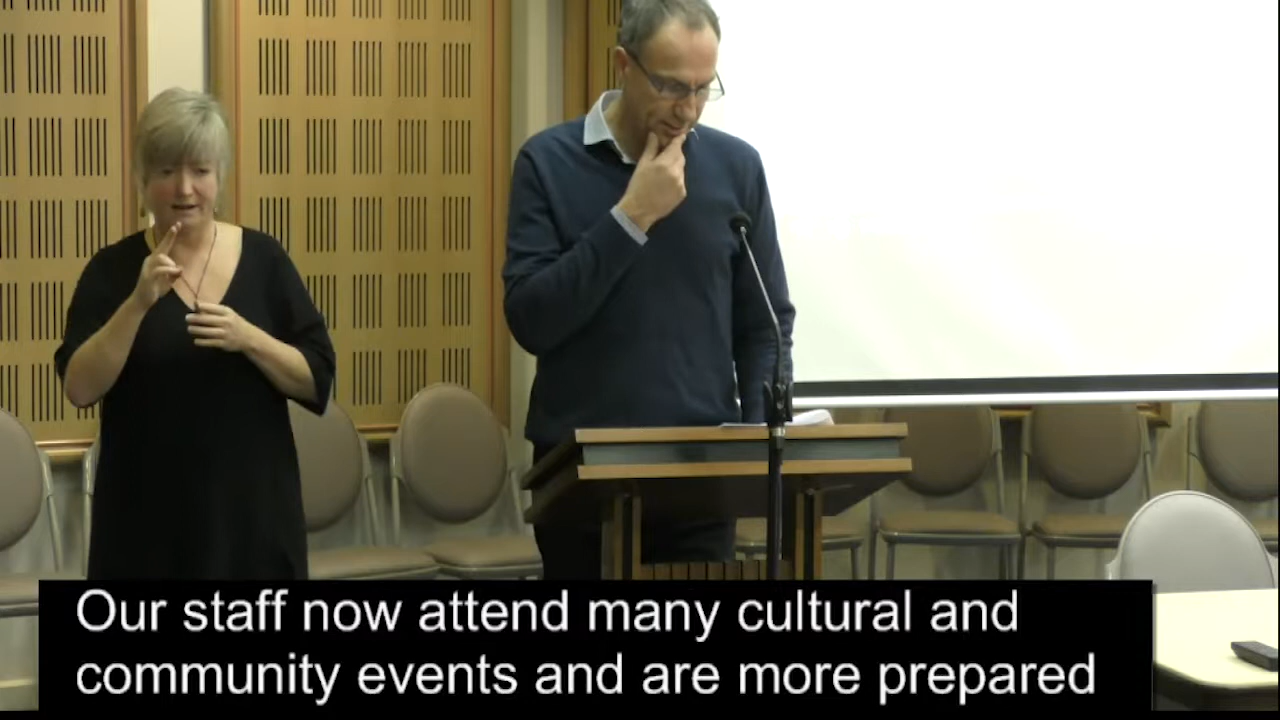 Our staff now attend many cultural and
community events and are more prepared